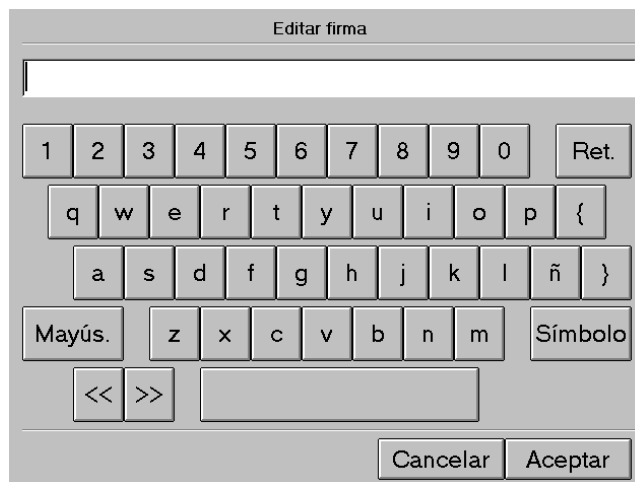 Editar firma
1 2 3 4 5 6 7 8 9 0 Ret.
q w e r t y u i o p {
a s d f g h j k l ñ }
Mayús. z x c v b n m Símbolo
<< >>
Cancelar Aceptar